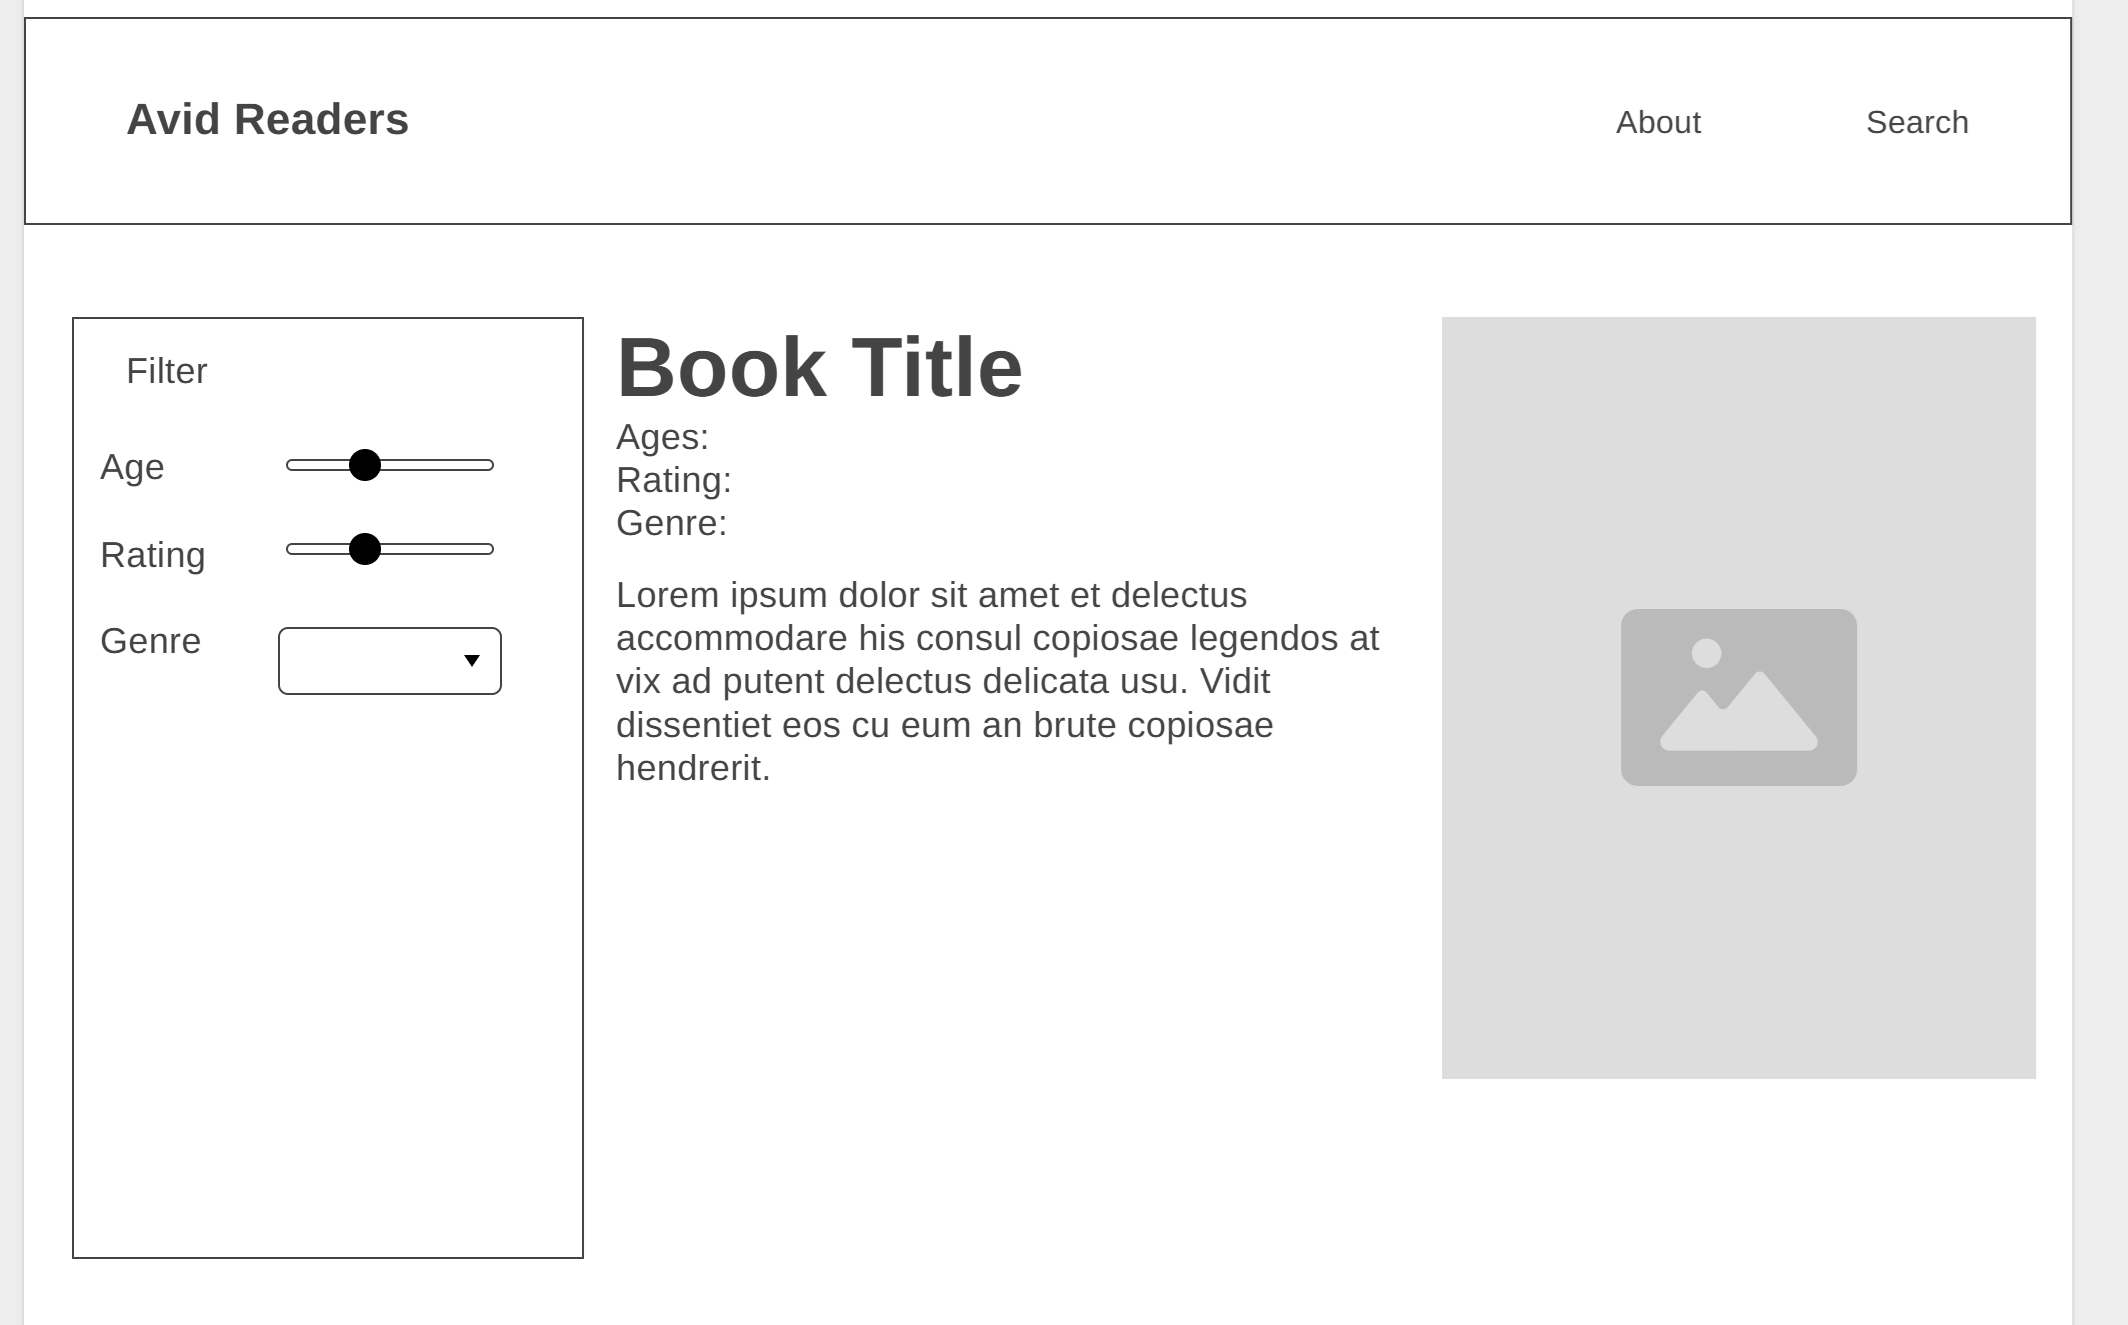 Avid Readers
About
Search
Filter
Age
Rating
Genre
Book Title
Ages:
Rating:
Genre:
Lorem ipsum dolor sit amet et delectus
accommodare his consul copiosae legendos at
vix ad putent delectus delicata usu. Vidit
dissentiet eos cu eum an brute copiosae
hendrerit.